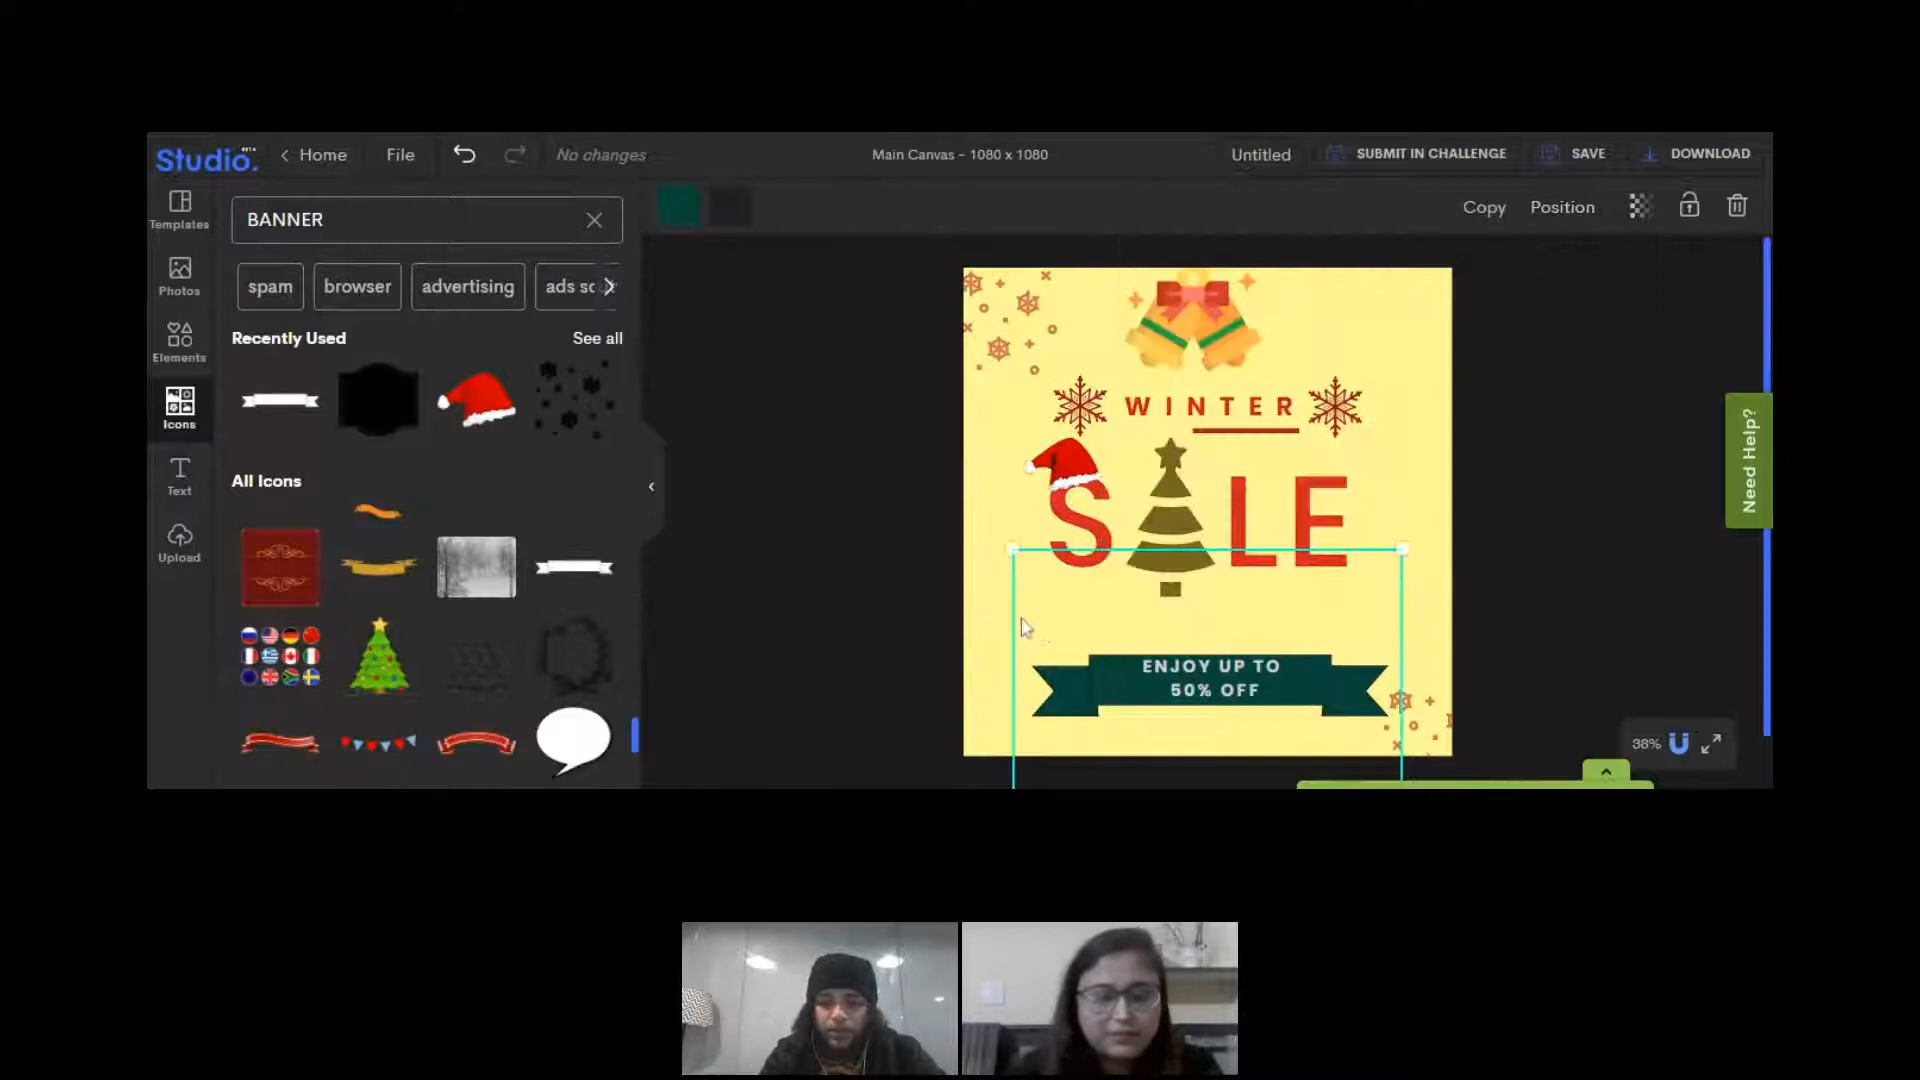 Studio.
BETA
Home
File
No changes
Main Canvas - 1080 x 1080
Untitled
SUBMIT IN CHALLENGE
SAVE
DOWNLOAD
Templates
Photos
Elements
Icons
Text
Upload
BANNER
spam
browser
advertising
ads sc
Recently Used
See all
All Icons
Copy
Position
WINTER
S LE
ENJOY UP TO
50% OFF
Need Help?
38%